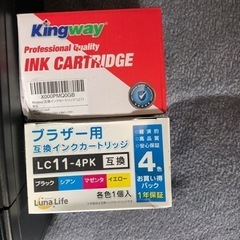 Kingway
Professional Quality
INK CARTRIDGE
X000PMQ0GB
ブラザー用
互換インクカートリッジ
LC11-4PK 互換
ブラック シアン マゼンタ イエロー
各色1個入
Luna Life
4色
お買い得
パック
1年保証